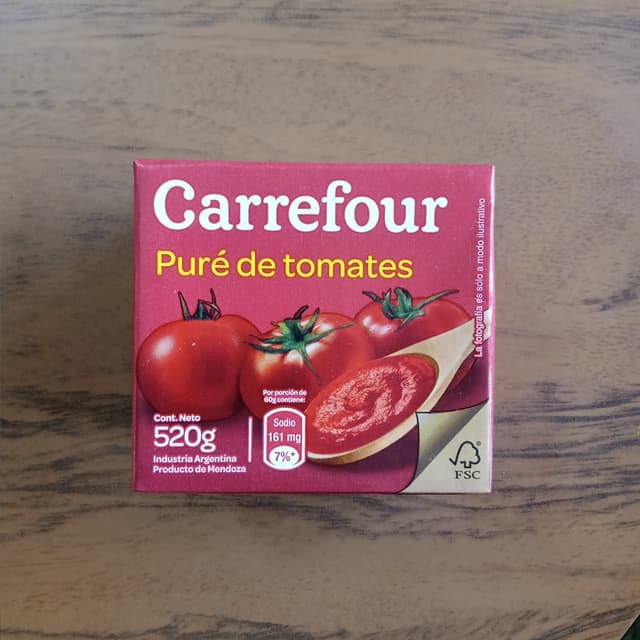 Carrefour
Puré de tomates
La fotografía es sólo a modo ilustrativo
Cont. Neto
520g
Industria Argentina
Producto de Mendoza
Por porción de
60g contiene:
Sodio
161 mg
7%*
FSC®